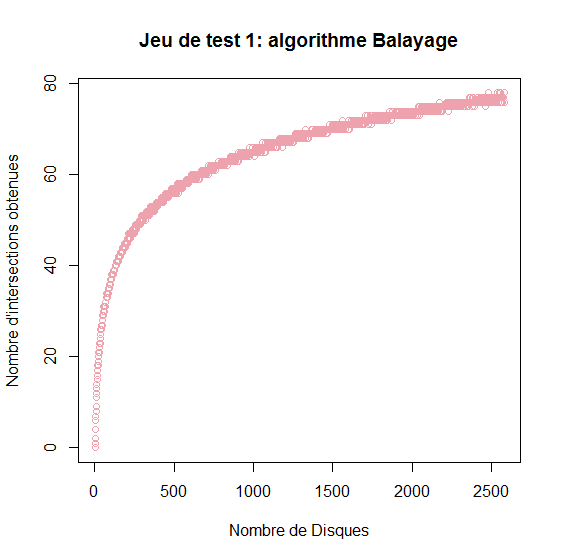 Jeu de test 1: algorithme Balayage
Nombre d'intersections obtenues
80
60
40
20
0
0 500 1000 1500 2000 2500
Nombre de Disques